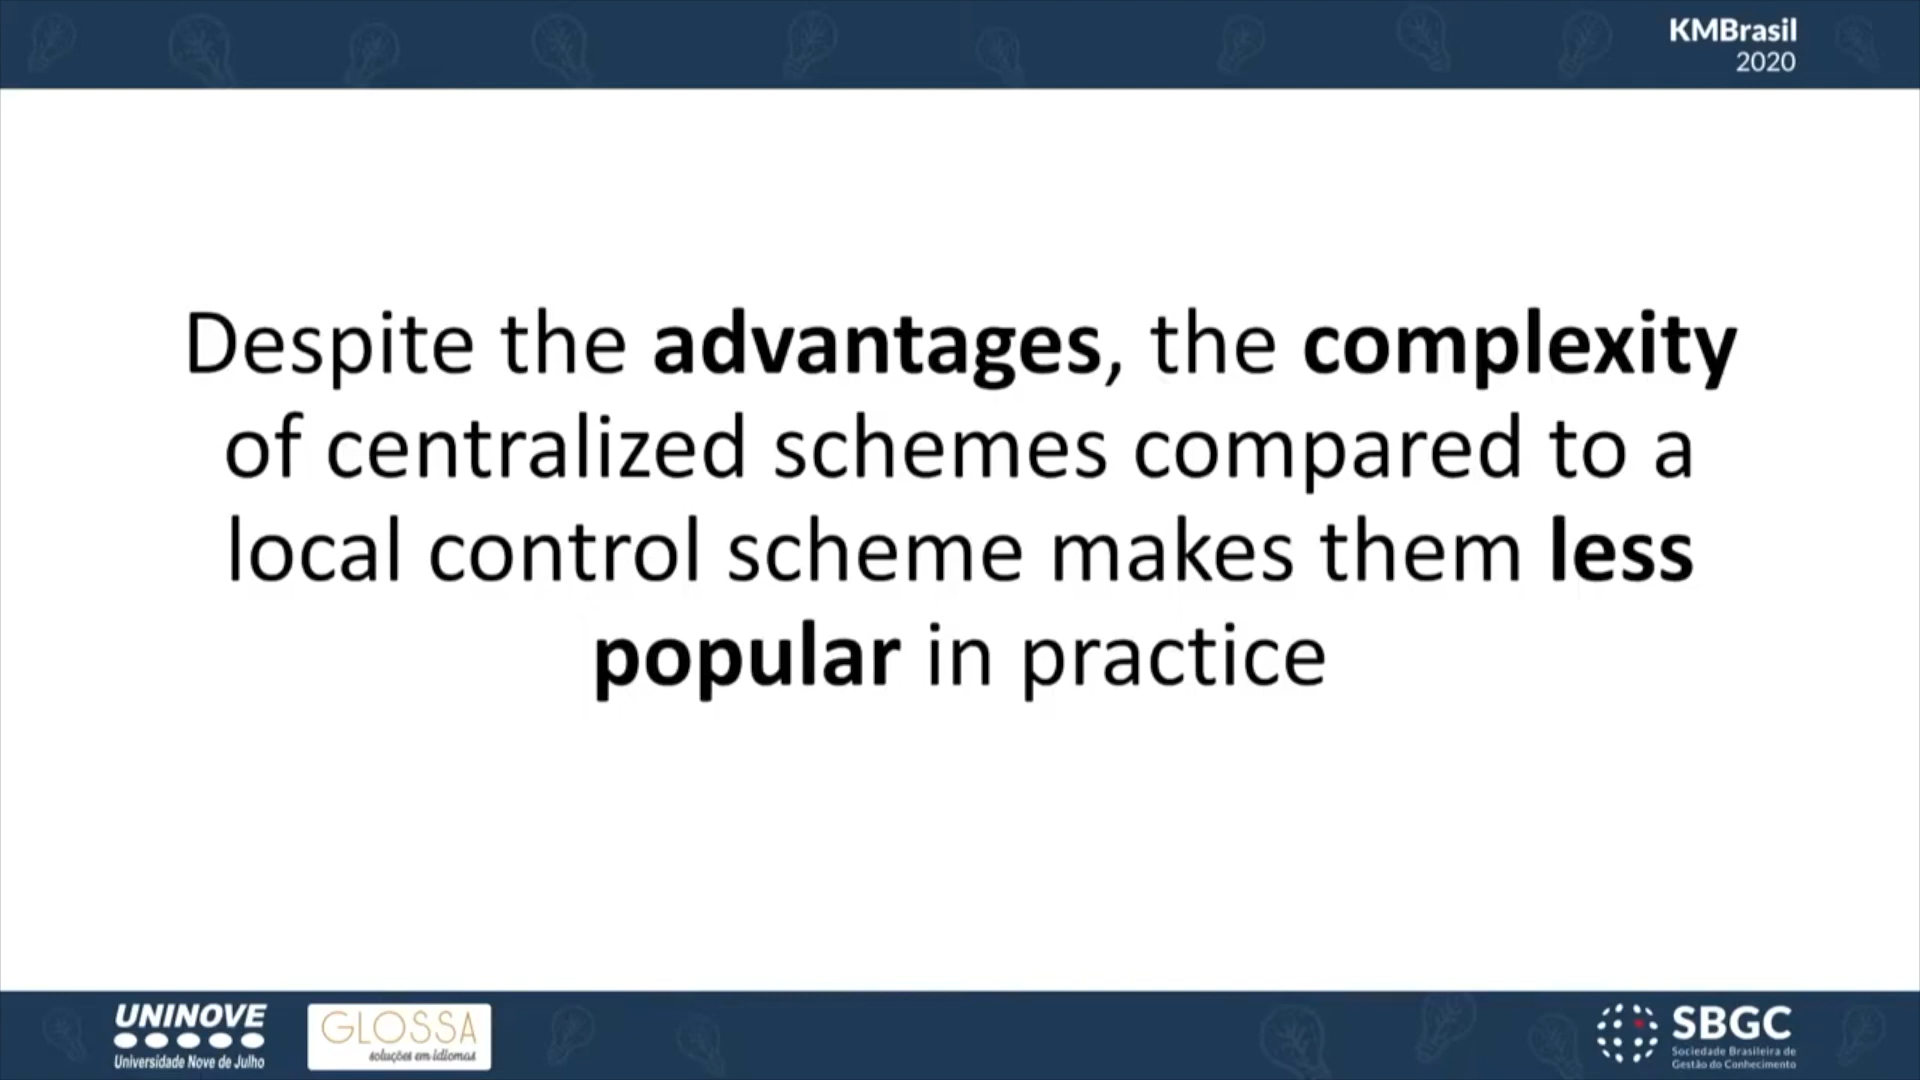 KMBrasil
2020
Despite the advantages, the complexity
of centralized schemes compared to a
local control scheme makes them less
popular in practice
UNINOVE
Universidade Nove de Julho
GLOSSA
soluções em idiomas
SBGC
Sociedade Brasileira de
Gestão do Conhecimento